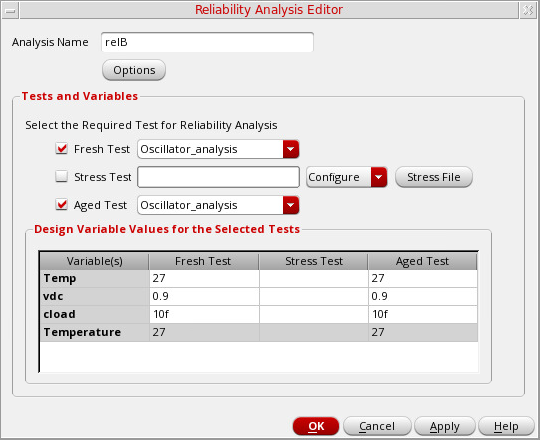 Reliability Analysis Editor
Analysis Name relB
Options
Tests and Variables
Select the Required Test for Reliability Analysis
Fresh Test Oscillator_analysis
Stress Test Configure Stress File
Aged Test Oscillator_analysis
Design Variable Values for the Selected Tests
Variable(s) Fresh Test Stress Test Aged Test
Temp 27 27
vdc 0.9 0.9
cload 10f 10f
Temperature 27 27
OK Cancel Apply Help